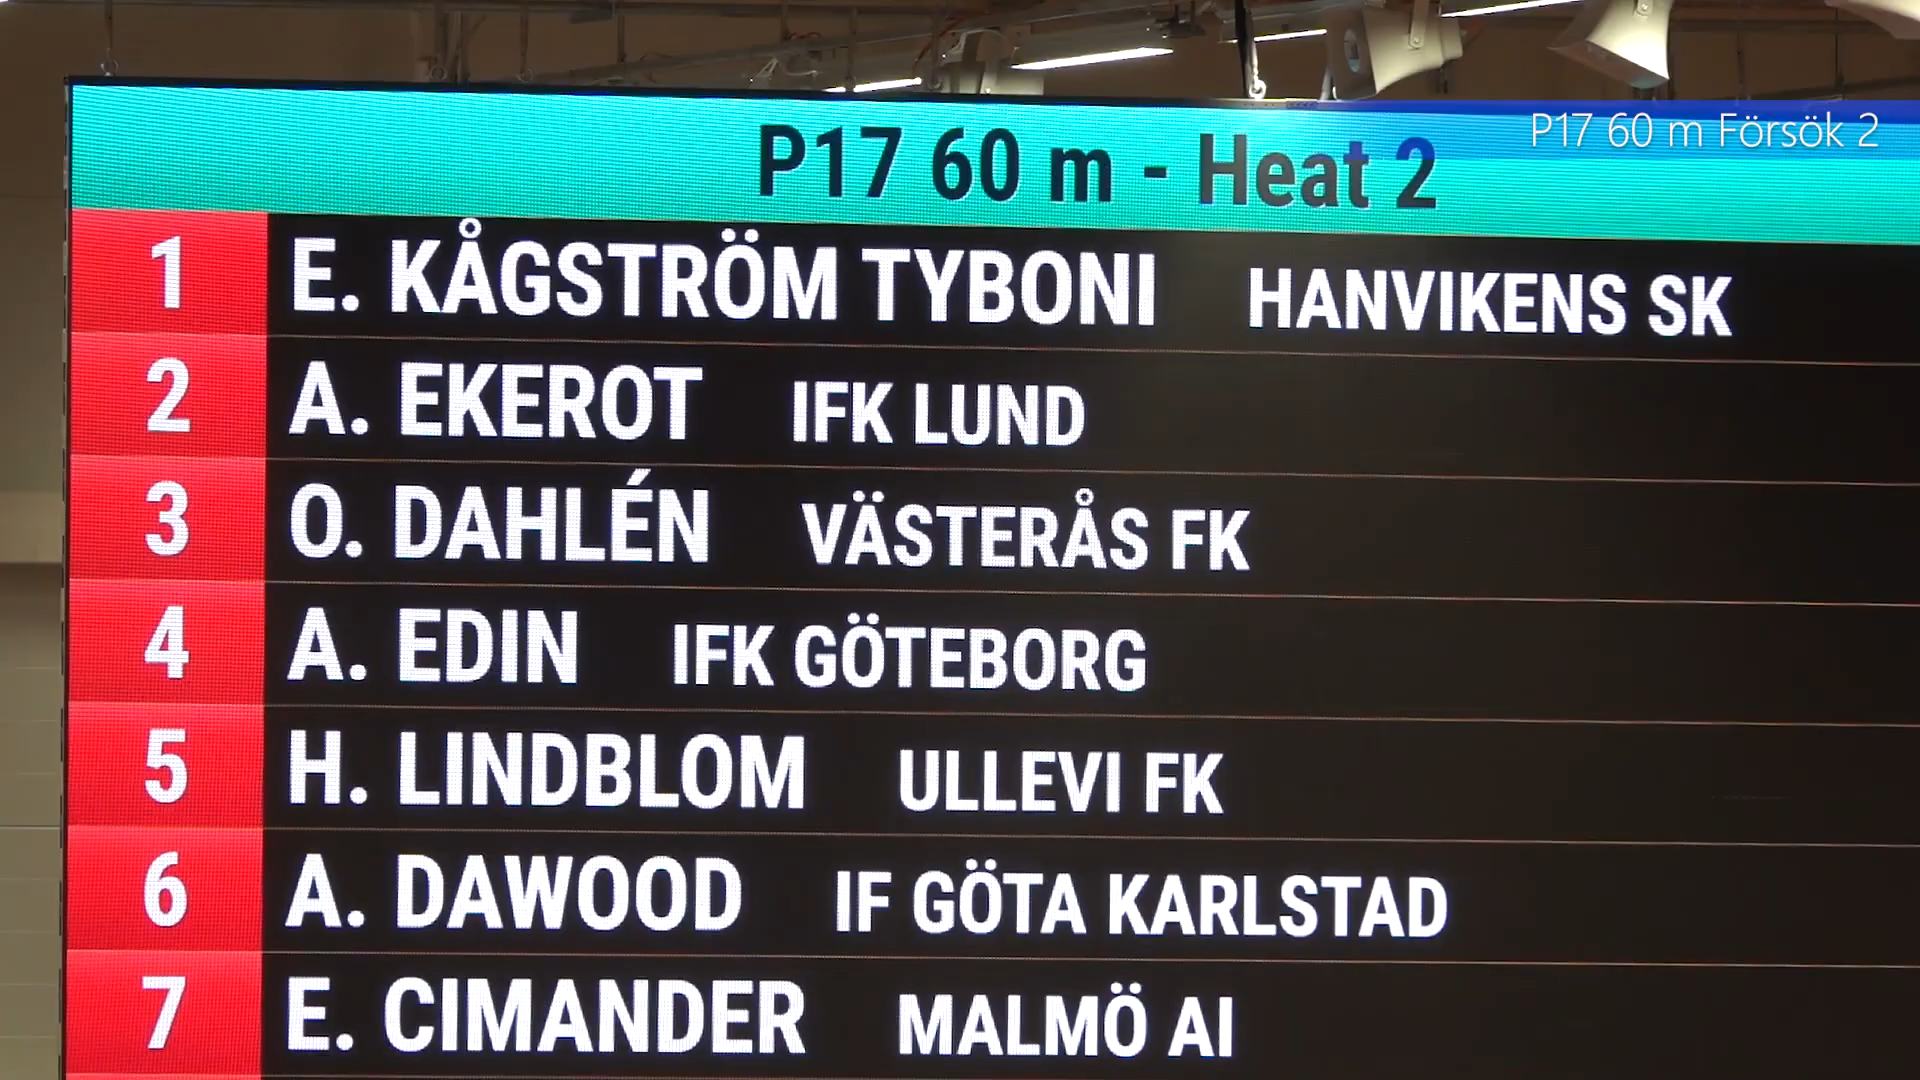 P17 60 m - Heat 2
P17 60 m Försök 2
1 E. KÅGSTRÖM TYBONI HANVIKENS SK
2 A. EKEROT IFK LUND
3 O. DAHLÉN VÄSTERÅS FK
4 A. EDIN IFK GÖTEBORG
5 H. LINDBLOM ULLEVI FK
6 A. DAWOOD IF GÖTA KARLSTAD
7 E. CIMANDER MALMÖ AI